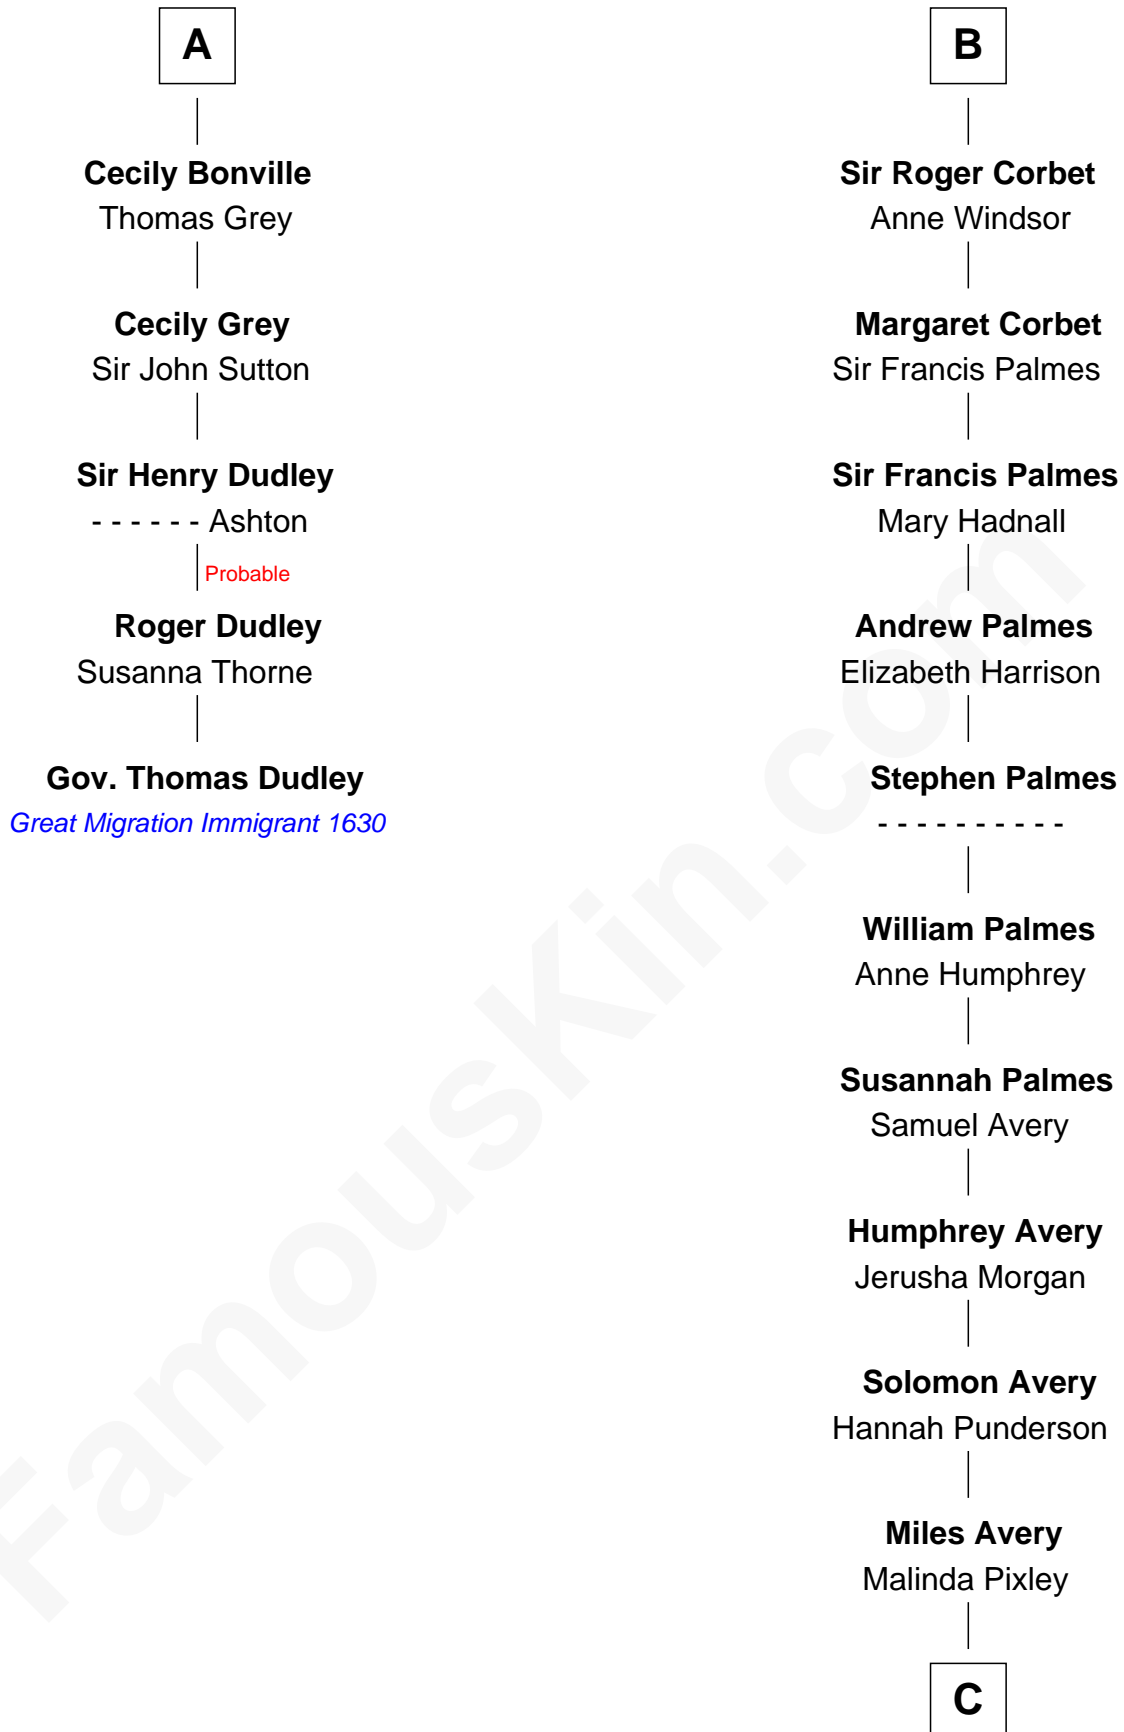 A
Cecily Bonville
Thomas Grey
Cecily Grey
Sir John Sutton
Sir Henry Dudley
- - - - - - Ashton
Probable
Roger Dudley
Susanna Thorne
Gov. Thomas Dudley
Great Migration Immigrant 1630
B
Sir Roger Corbet
Anne Windsor
Margaret Corbet
Sir Francis Palmes
Sir Francis Palmes
Mary Hadnall
Andrew Palmes
Elizabeth Harrison
Stephen Palmes
- - - - - - - - - -
William Palmes
Anne Humphrey
Susannah Palmes
Samuel Avery
Humphrey Avery
Jerusha Morgan
Solomon Avery
Hannah Punderson
Miles Avery
Malinda Pixley
C
FamousKin.com